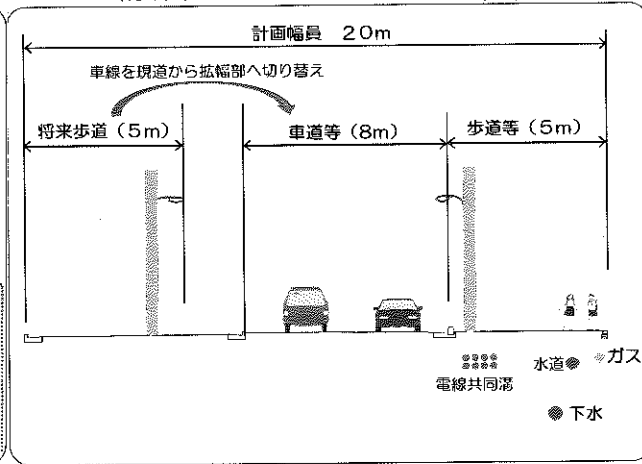 計画幅員 20m
車線を現道から拡幅部へ切り替え
将来歩道(5m)
車道等(8m)
歩道等(5m)
電線共同溝
水道
ガス
下水